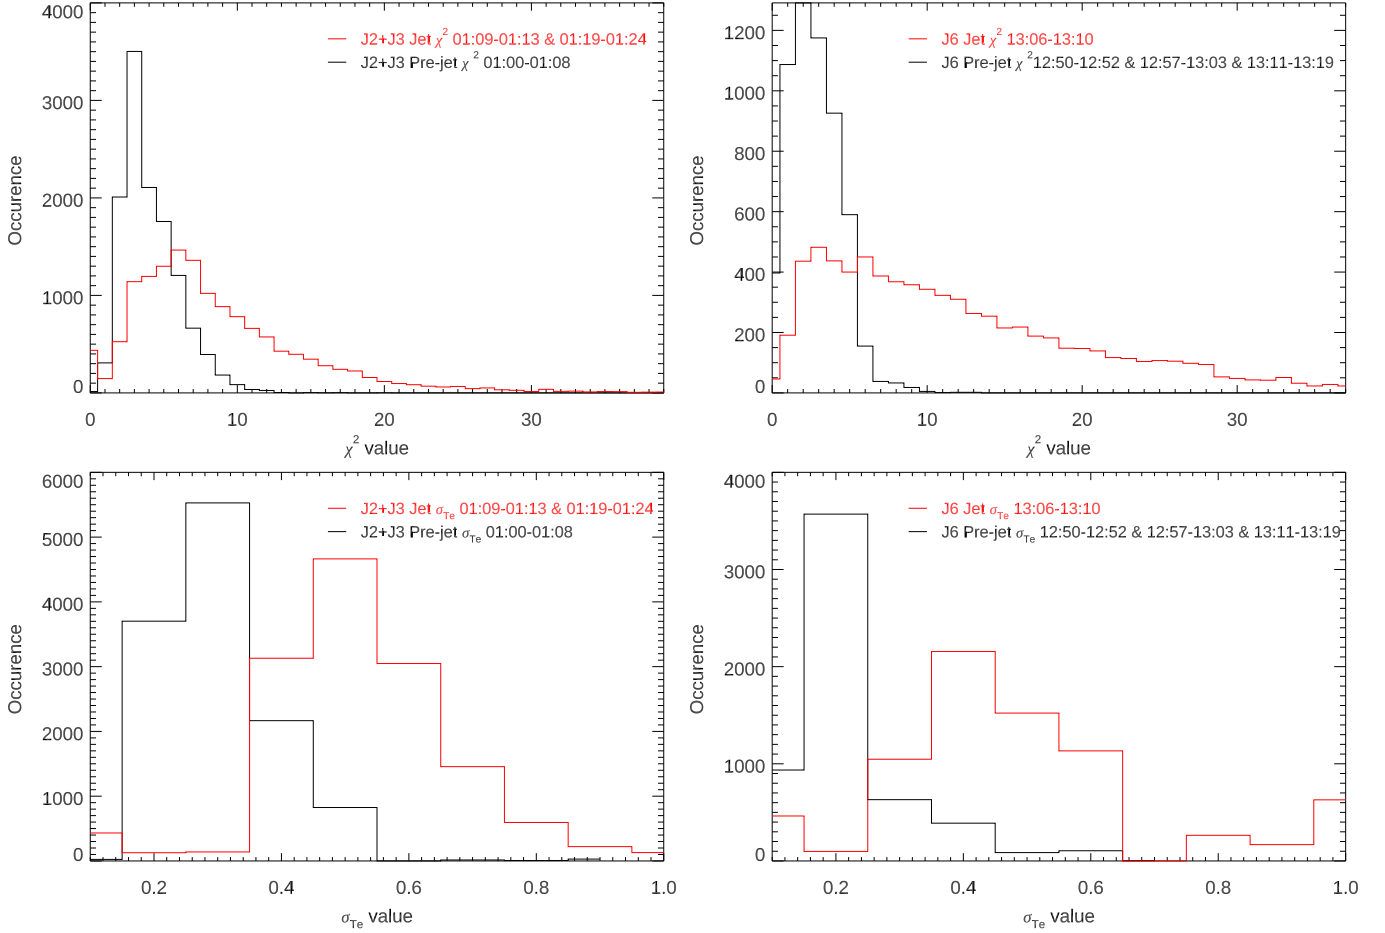 4000
3000
2000
1000
0
Occurence
J2+J3 Jet χ² 01:09-01:13 & 01:19-01:24
J2+J3 Pre-jet χ² 01:00-01:08
0 10 20 30
χ² value
1200
1000
800
600
400
200
0
Occurence
J6 Jet χ² 13:06-13:10
J6 Pre-jet χ² 12:50-12:52 & 12:57-13:03 & 13:11-13:19
0 10 20 30
χ² value
6000
5000
4000
3000
2000
1000
0
Occurence
J2+J3 Jet σTe 01:09-01:13 & 01:19-01:24
J2+J3 Pre-jet σTe 01:00-01:08
0.2 0.4 0.6 0.8 1.0
σTe value
4000
3000
2000
1000
0
Occurence
J6 Jet σTe 13:06-13:10
J6 Pre-jet σTe 12:50-12:52 & 12:57-13:03 & 13:11-13:19
0.2 0.4 0.6 0.8 1.0
σTe value